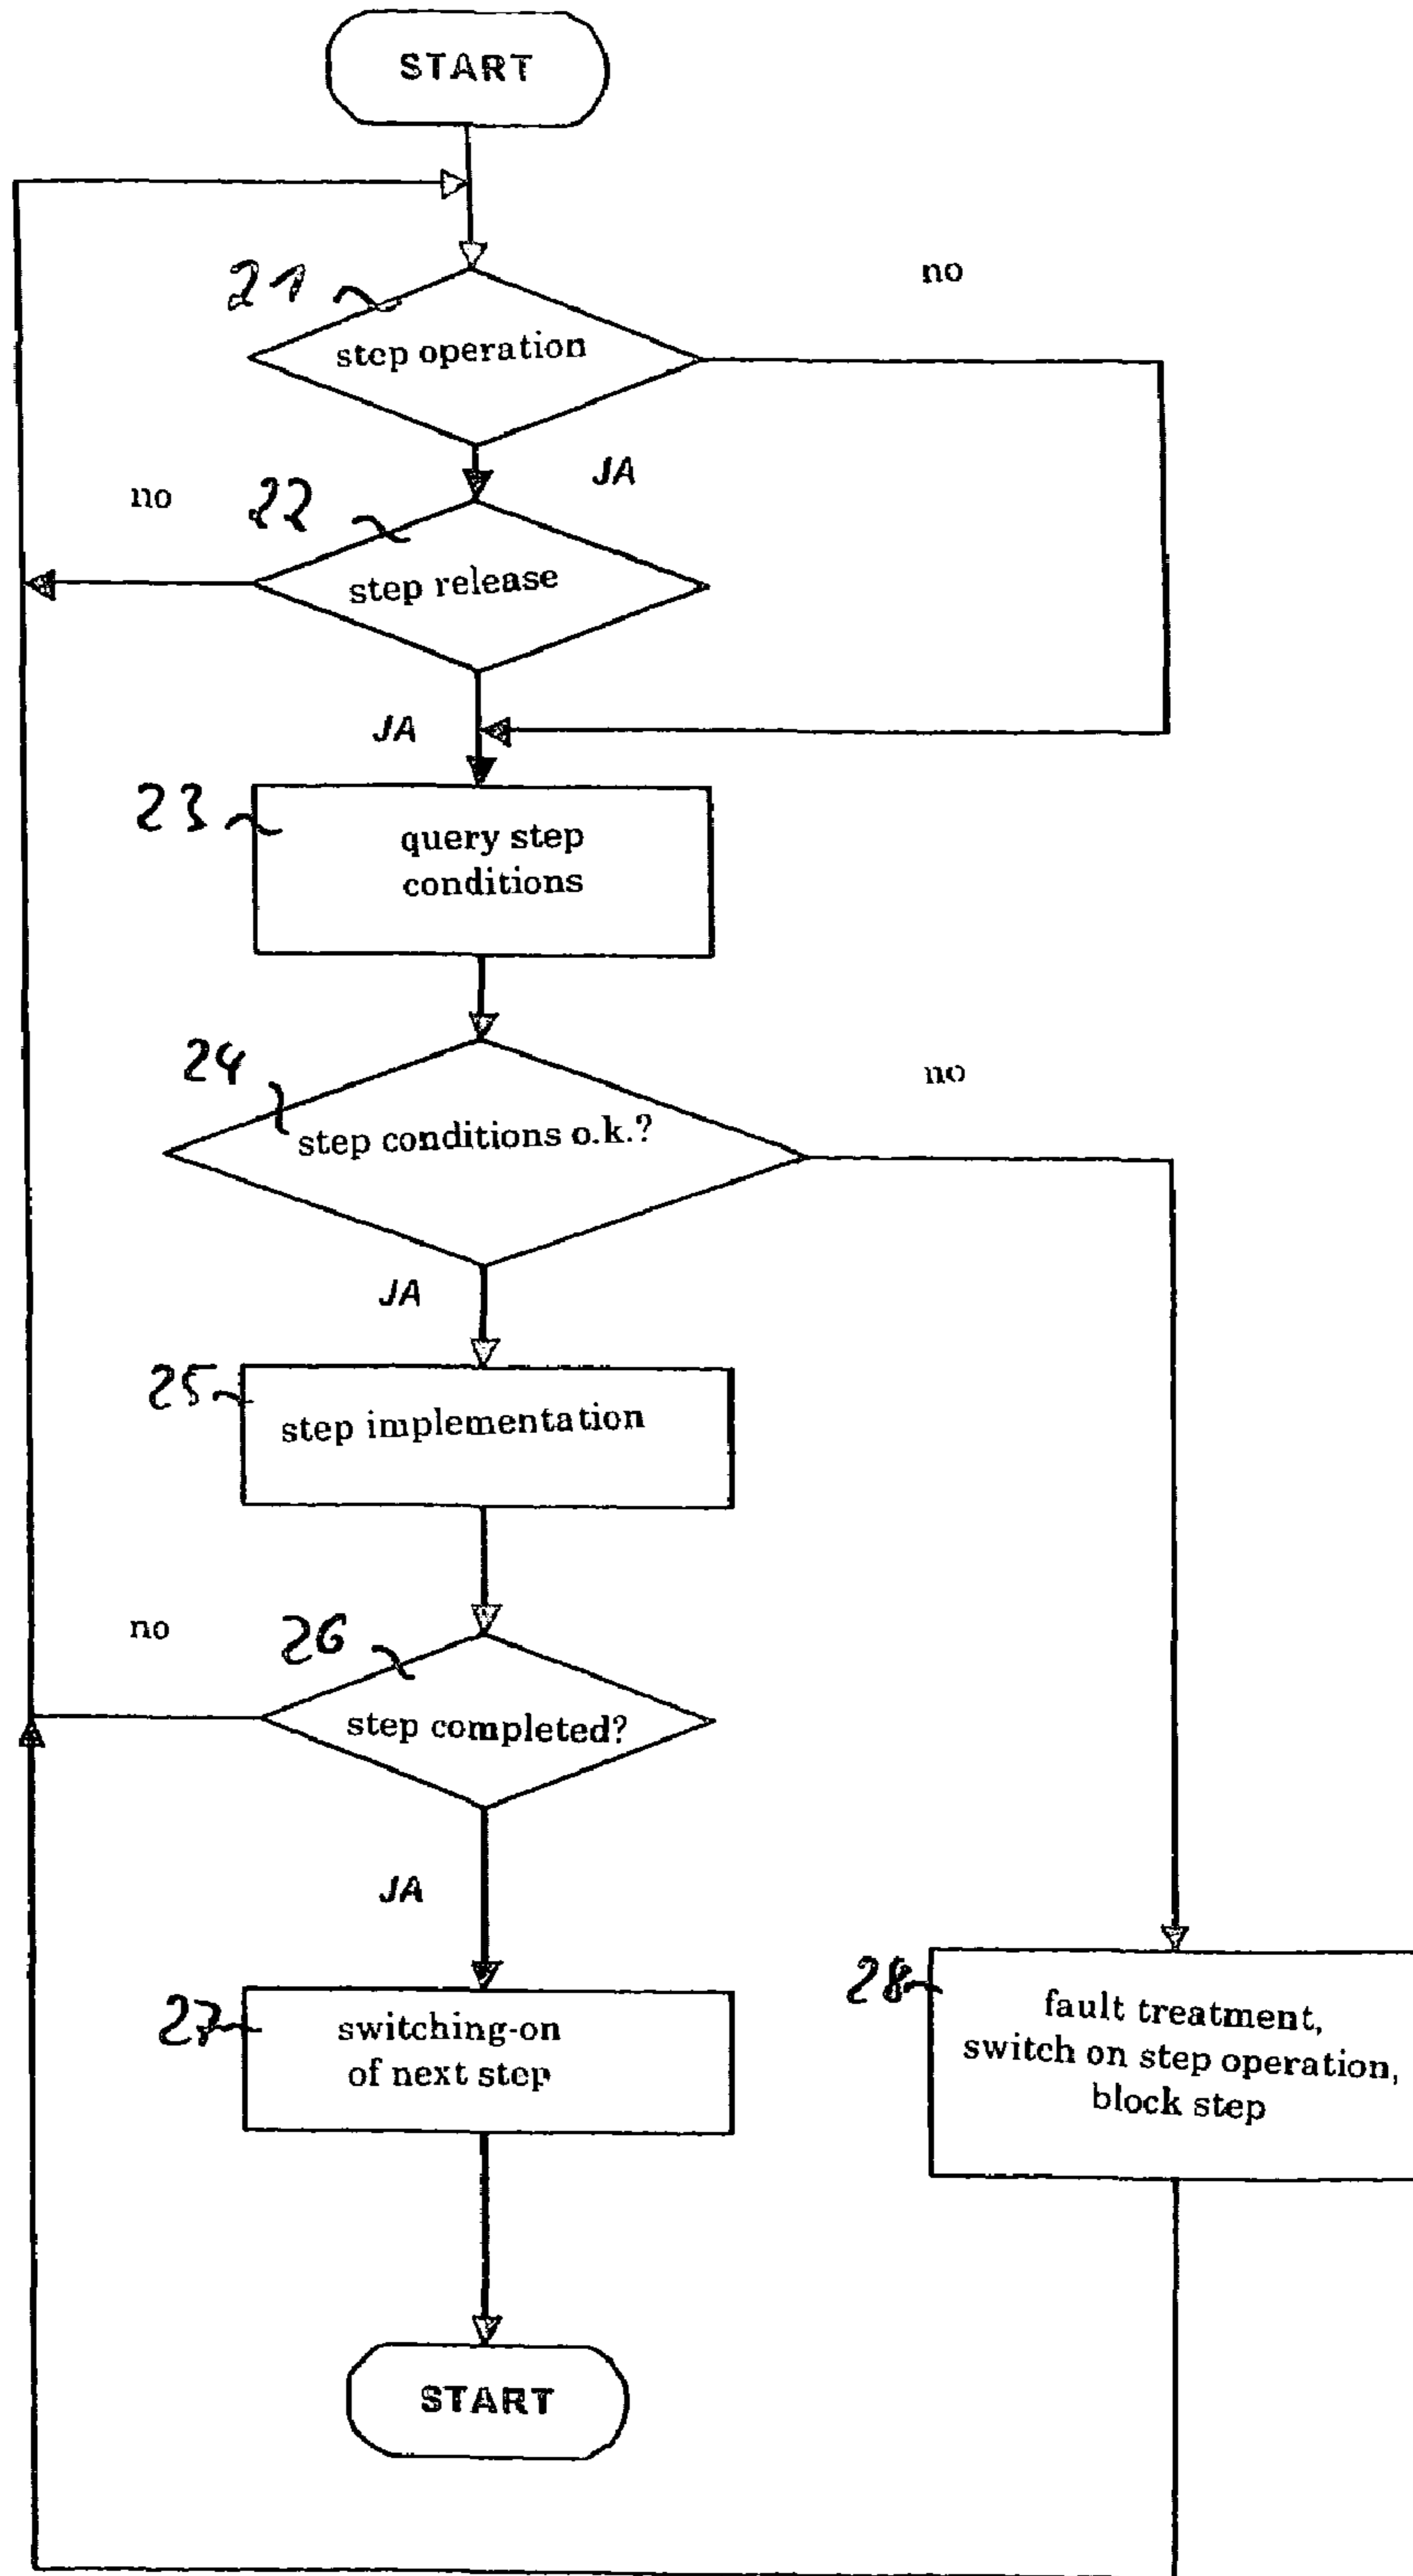 START
21
no
step operation
JA
no
22
step release
JA
23
query step
conditions
24
no
step conditions o.k.?
JA
25
step implementation
no
26
step completed?
JA
27
switching-on
of next step
28
fault treatment,
switch on step operation,
block step
START